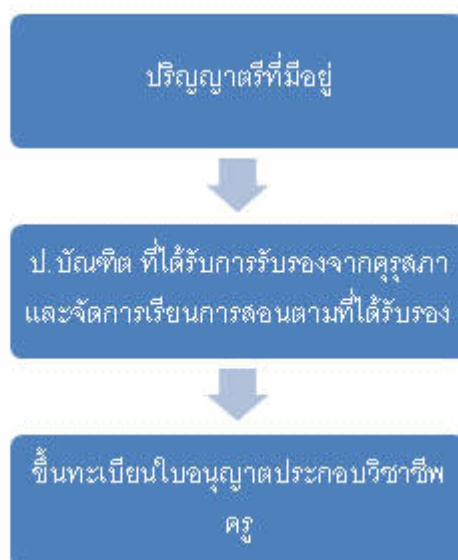 ปริญญาตรีที่มีอยู่
ป.บัณฑิต ที่ได้รับการรับรองจากคุรุสภา
และจัดการเรียนการสอนตามที่ได้รับรอง
ขึ้นทะเบียนใบอนุญาตประกอบวิชาชีพ
ครู